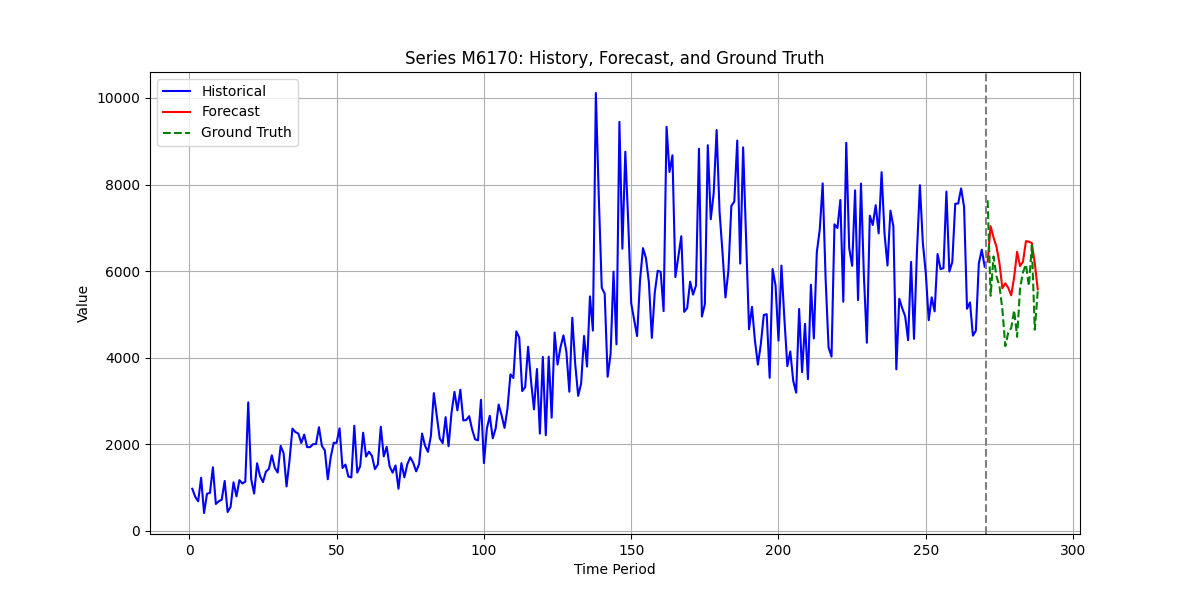 Series M6170: History, Forecast, and Ground Truth
Historical
Forecast
Ground Truth
10000
8000
6000
4000
2000
0
Value
0 50 100 150 200 250 300
Time Period